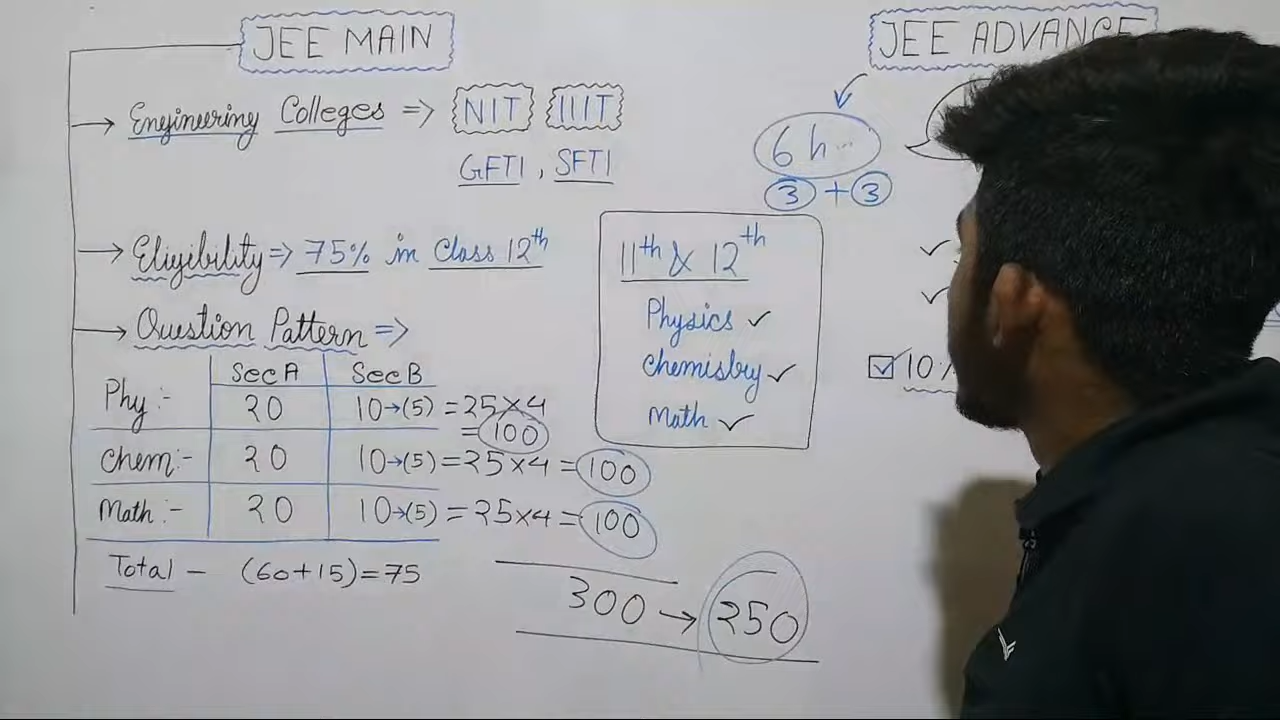 JEE MAIN
Engineering Colleges => NIT IIIT
GFTI, SFTI
Eligibility => 75% in Class 12th
Question Pattern =>
Sec A Sec B
Phy :- 20 10→(5) = 25×4
= 100
Chem:- 20 10→(5) = 25×4 = 100
Math :- 20 10→(5) = 25×4 = 100
Total - (60+15)=75
300 → 250
11th & 12th
Physics ✓
Chemistry ✓
Math ✓
JEE ADVANCE
6 h
3 + 3
✓
✓
☑ 10